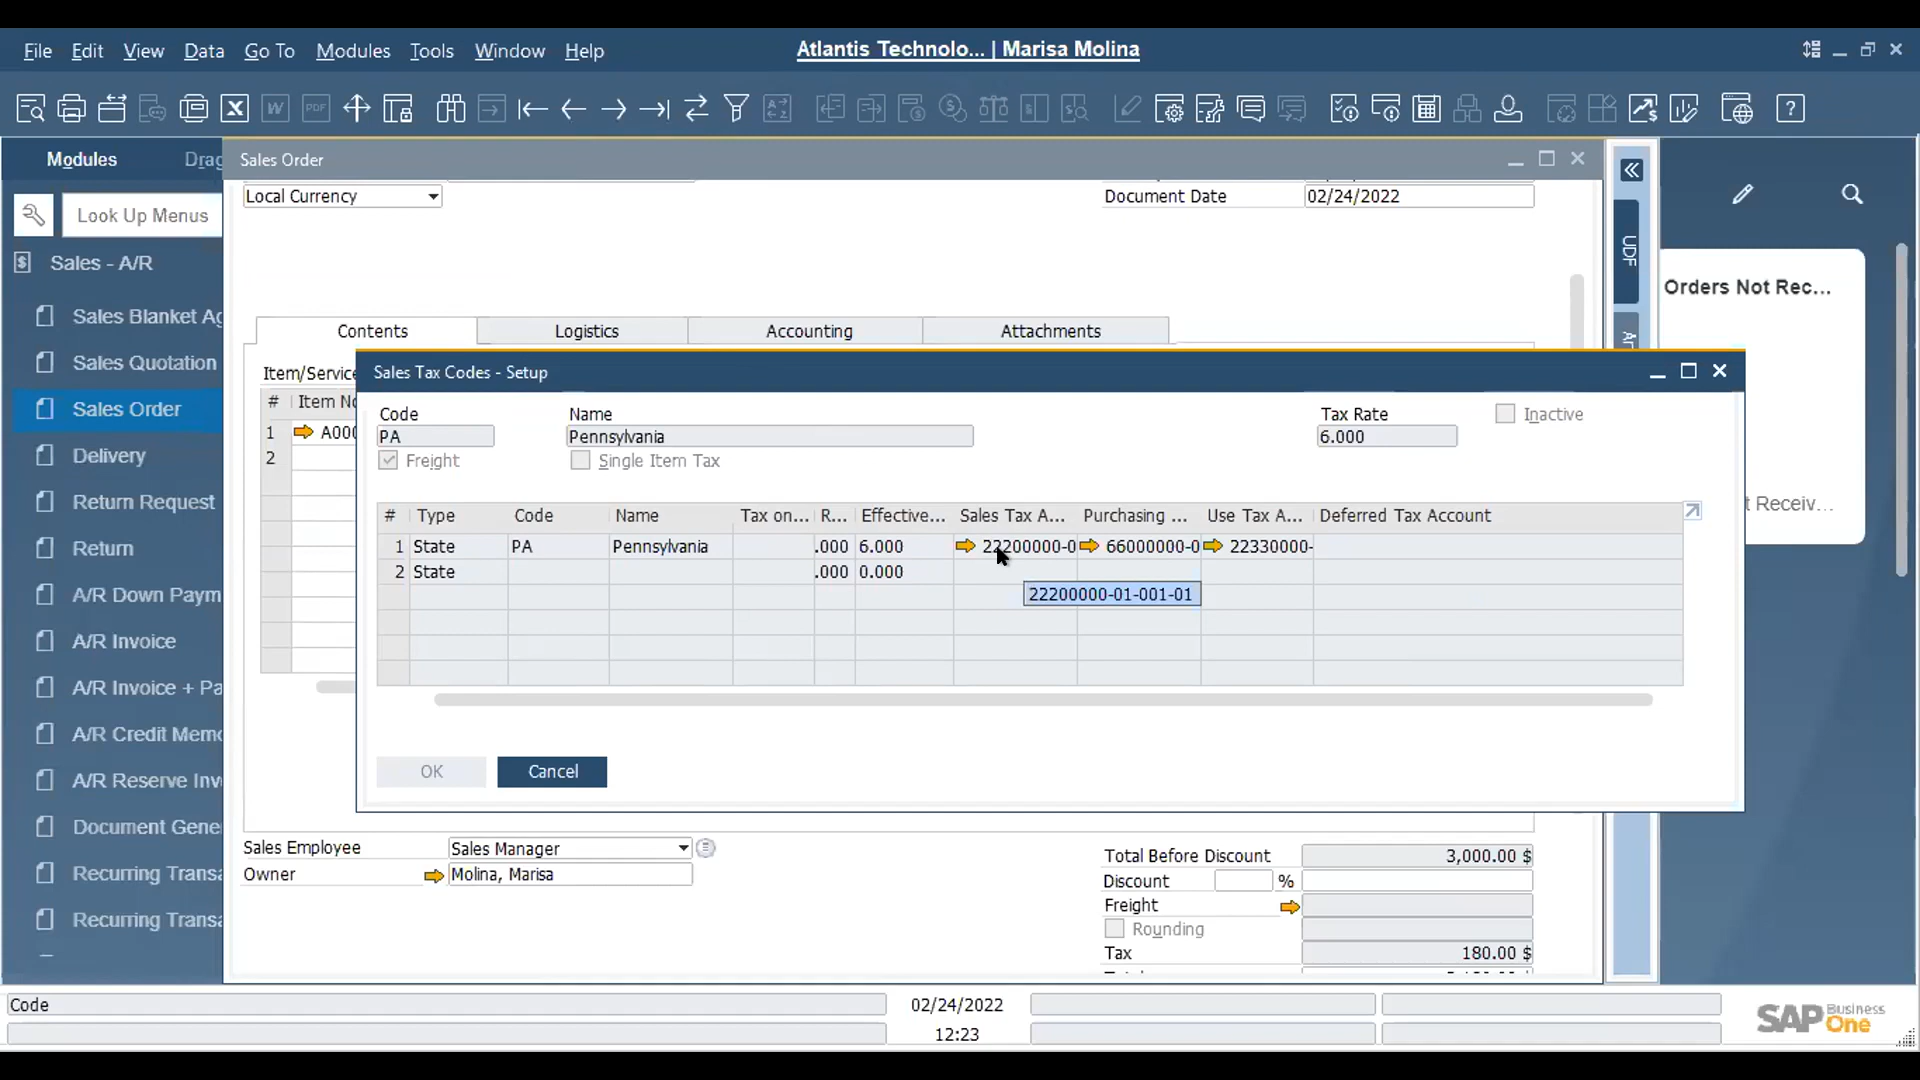 File Edit View Data Go To Modules Tools Window Help Atlantis Technolo... | Marisa Molina
Modules Drag
Look Up Menus
Sales - A/R
Sales Blanket Ag
Sales Quotation
Sales Order
Delivery
Return Request
Return
A/R Down Paym
A/R Invoice
A/R Invoice + Pa
A/R Credit Memo
A/R Reserve Inv
Document Gene
Recurring Transa
Recurring Transa
Sales Order
Local Currency
Document Date 02/24/2022
Contents Logistics Accounting Attachments
Item/Service
# Item No
1 A000
2
Sales Tax Codes - Setup
Code Name Tax Rate Inactive
PA Pennsylvania 6.000
Freight Single Item Tax
# Type Code Name Tax on... R... Effective... Sales Tax A... Purchasing ... Use Tax A... Deferred Tax Account
1 State PA Pennsylvania .000 6.000 22200000-0 66000000-0 22330000-
2 State .000 0.000
22200000-01-001-01
OK Cancel
Sales Employee Sales Manager
Owner Molina, Marisa
Total Before Discount 3,000.00 $
Discount %
Freight
Rounding
Tax 180.00 $
UDF
Orders Not Rec...
t Receiv...
Code 02/24/2022
12:23
SAP Business One